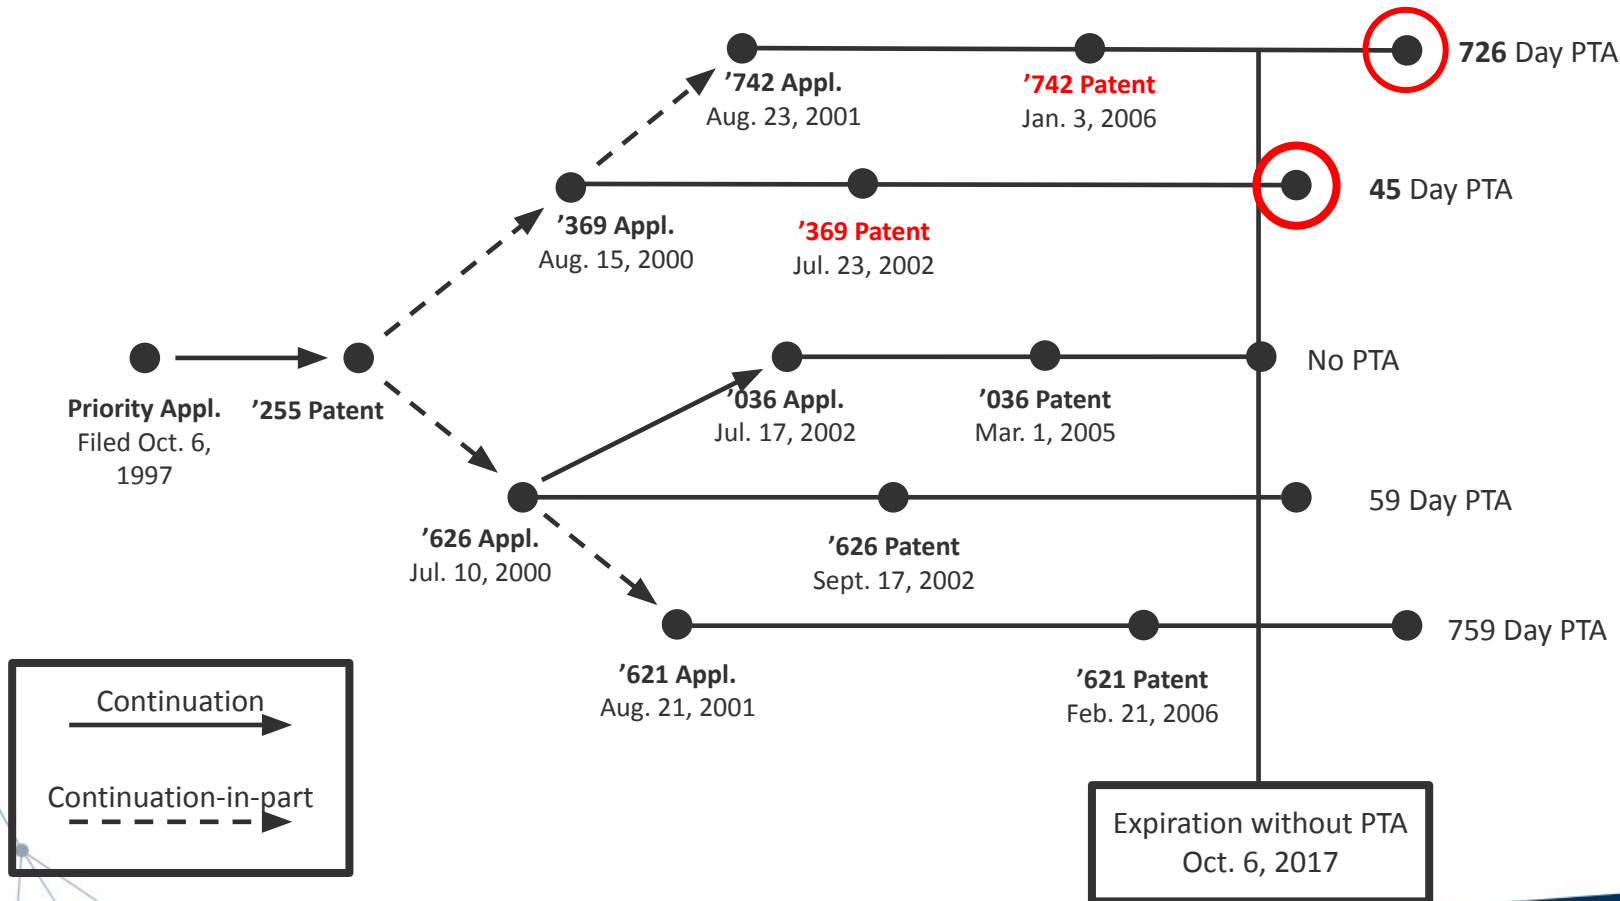 726 Day PTA
’742 Appl.
Aug. 23, 2001
’742 Patent
Jan. 3, 2006
45 Day PTA
’369 Appl.
Aug. 15, 2000
’369 Patent
Jul. 23, 2002
No PTA
Priority Appl.
Filed Oct. 6,
1997
’255 Patent
’036 Appl.
Jul. 17, 2002
’036 Patent
Mar. 1, 2005
59 Day PTA
’626 Appl.
Jul. 10, 2000
’626 Patent
Sept. 17, 2002
759 Day PTA
’621 Appl.
Aug. 21, 2001
’621 Patent
Feb. 21, 2006
Continuation
Continuation-in-part
Expiration without PTA
Oct. 6, 2017